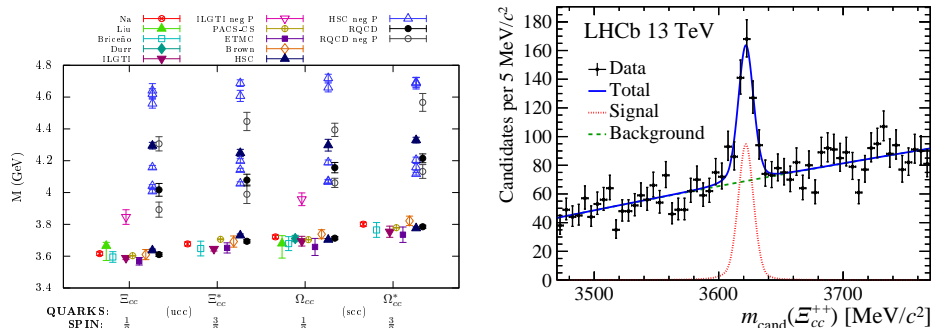 Na
Liu
Briceño
Durr
ILGTI
ILGTI neg P
PACS-CS
ETMC
Brown
HSC
HSC neg P
RQCD
RQCD neg P
M (GeV)
4.8
4.6
4.4
4.2
4
3.8
3.6
3.4
Ξcc Ξ*cc Ωcc Ω*cc
QUARKS: (ucc) (scc)
SPIN:
LHCb 13 TeV
Data
Total
Signal
Background
Candidates per 5 MeV/c²
180
160
140
120
100
80
60
40
20
0
3500 3600 3700
mcand(Ξcc++) [MeV/c²]